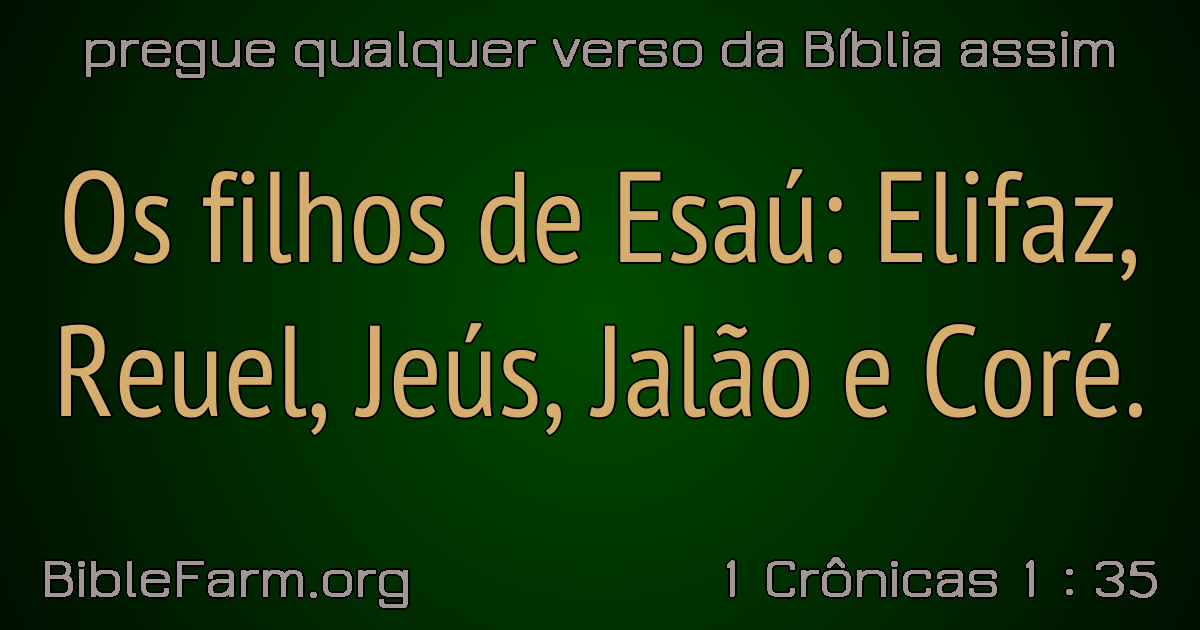 pregue qualquer verso da Bíblia assim
Os filhos de Esaú: Elifaz,
Reuel, Jeús, Jalão e Coré.
BibleFarm.org
1 Crônicas 1 : 35